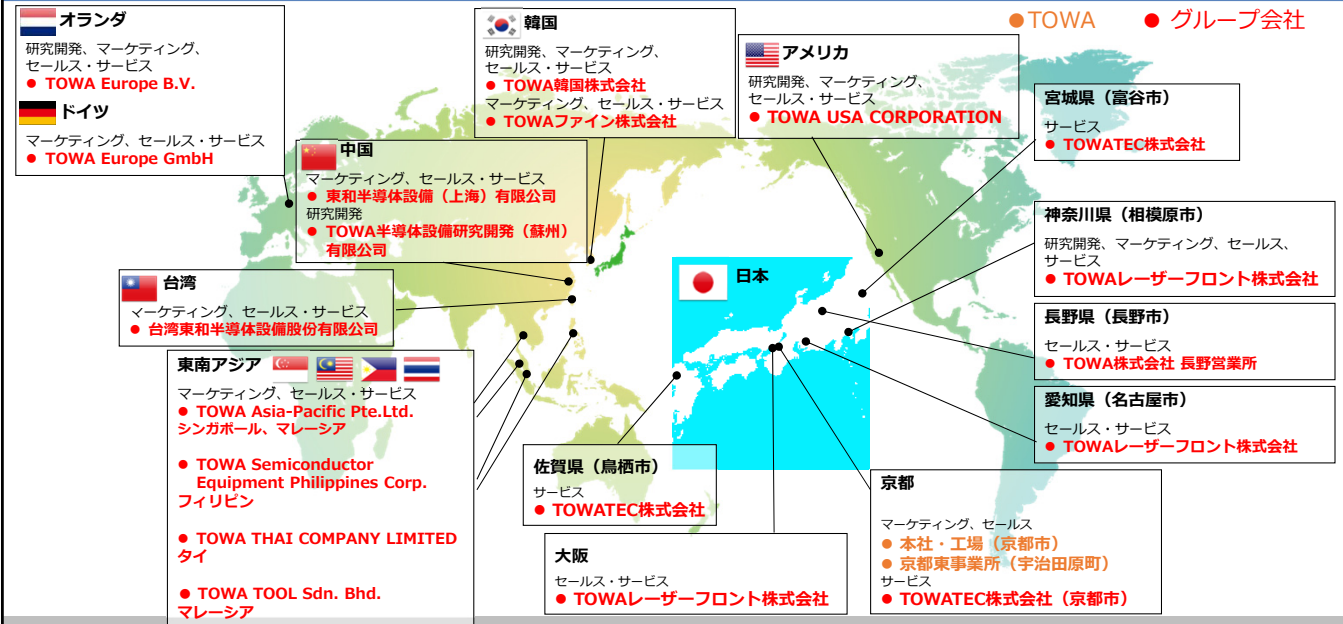 ●TOWA ● グループ会社
オランダ
研究開発、マーケティング、
セールス・サービス
● TOWA Europe B.V.
ドイツ
マーケティング、セールス・サービス
● TOWA Europe GmbH
韓国
研究開発、マーケティング、
セールス・サービス
● TOWA韓国株式会社
マーケティング、セールス・サービス
● TOWAファイン株式会社
アメリカ
研究開発、マーケティング、
セールス・サービス
● TOWA USA CORPORATION
中国
マーケティング、セールス・サービス
● 東和半導体設備（上海）有限公司
研究開発
● TOWA半導体設備研究開発（蘇州）
有限公司
台湾
マーケティング、セールス・サービス
● 台湾東和半導体設備股份有限公司
東南アジア
マーケティング、セールス・サービス
● TOWA Asia-Pacific Pte.Ltd.
シンガポール、マレーシア
● TOWA Semiconductor
Equipment Philippines Corp.
フィリピン
● TOWA THAI COMPANY LIMITED
タイ
● TOWA TOOL Sdn. Bhd.
マレーシア
日本
宮城県（富谷市）
サービス
● TOWATEC株式会社
神奈川県（相模原市）
研究開発、マーケティング、セールス、
サービス
● TOWAレーザーフロント株式会社
長野県（長野市）
セールス・サービス
● TOWA株式会社 長野営業所
愛知県（名古屋市）
セールス・サービス
● TOWAレーザーフロント株式会社
佐賀県（鳥栖市）
サービス
● TOWATEC株式会社
大阪
セールス・サービス
● TOWAレーザーフロント株式会社
京都
マーケティング、セールス
● 本社・工場（京都市）
● 京都東事業所（宇治田原町）
サービス
● TOWATEC株式会社（京都市）